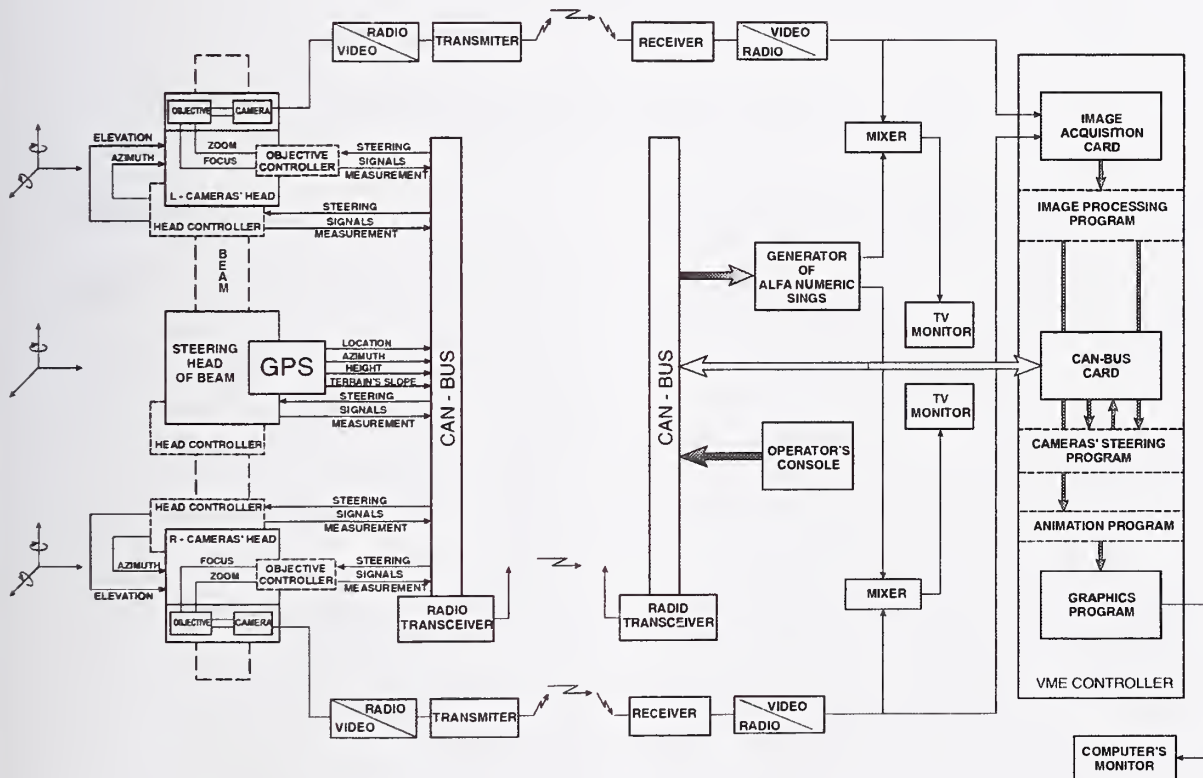 RADIO
VIDEO
TRANSMITER
RECEIVER
VIDEO
RADIO
OBJECTIVE
CAMERA
ELEVATION
AZIMUTH
ZOOM
FOCUS
OBJECTIVE
CONTROLLER
STEERING
SIGNALS
MEASUREMENT
L - CAMERAS' HEAD
HEAD CONTROLLER
STEERING
SIGNALS
MEASUREMENT
BEAM
STEERING
HEAD
OF BEAM
GPS
LOCATION
AZIMUTH
HEIGHT
TERRAIN'S SLOPE
STEERING
SIGNALS
MEASUREMENT
HEAD CONTROLLER
HEAD CONTROLLER
STEERING
SIGNALS
MEASUREMENT
R - CAMERAS' HEAD
AZIMUTH
ELEVATION
FOCUS
ZOOM
OBJECTIVE
CONTROLLER
STEERING
SIGNALS
MEASUREMENT
OBJECTIVE
CAMERA
CAN - BUS
RADIO
TRANSCEIVER
CAN - BUS
RADID
TRANSCEIVER
GENERATOR
OF
ALFA NUMERIC
SINGS
OPERATOR'S
CONSOLE
MIXER
TV
MONITOR
TV
MONITOR
MIXER
IMAGE
ACQUISITION
CARD
IMAGE PROCESSING
PROGRAM
CAN-BUS
CARD
CAMERAS' STEERING
PROGRAM
ANIMATION PROGRAM
GRAPHICS
PROGRAM
VME CONTROLLER
RADIO
VIDEO
TRANSMITER
RECEIVER
VIDEO
RADIO
COMPUTER'S
MONITOR